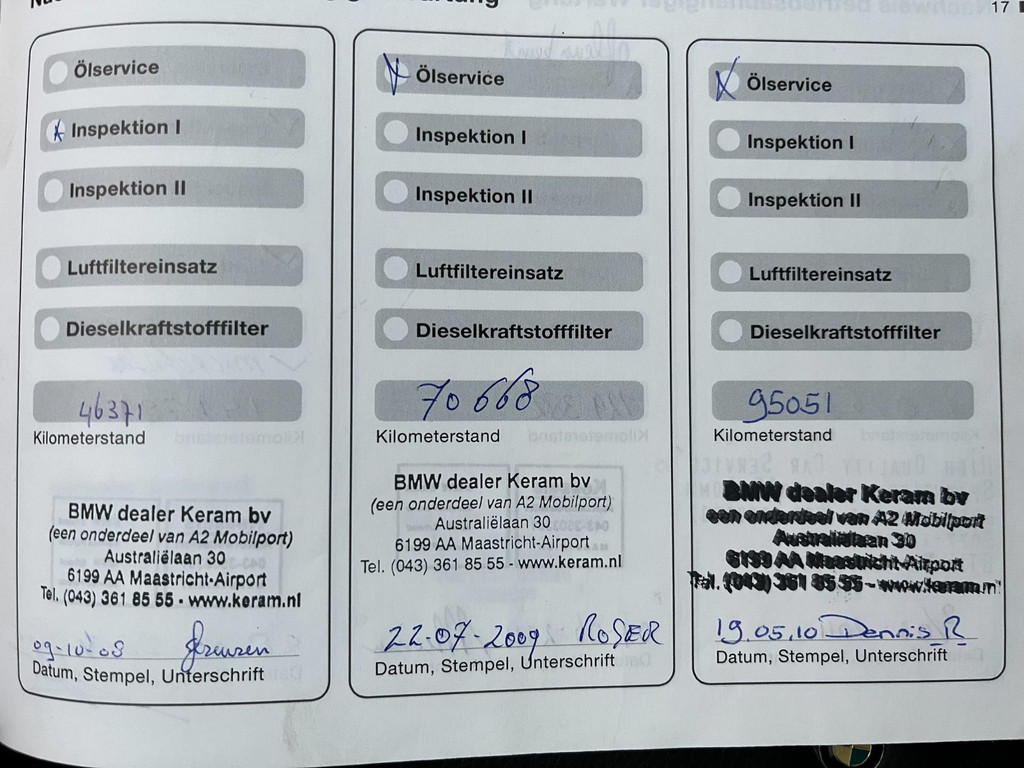 17
Ölservice
Inspektion I
Inspektion II
Luftfiltereinsatz
Dieselkraftstofffilter
46371
Kilometerstand
BMW dealer Keram bv
(een onderdeel van A2 Mobilport)
Australiëlaan 30
6199 AA Maastricht-Airport
Tel. (043) 361 85 55 - www.keram.nl
09-10-08
Datum, Stempel, Unterschrift
Ölservice
Inspektion I
Inspektion II
Luftfiltereinsatz
Dieselkraftstofffilter
70 668
Kilometerstand
BMW dealer Keram bv
(een onderdeel van A2 Mobilport)
Australiëlaan 30
6199 AA Maastricht-Airport
Tel. (043) 361 85 55 - www.keram.nl
22-07-2009 ROGER
Datum, Stempel, Unterschrift
Ölservice
Inspektion I
Inspektion II
Luftfiltereinsatz
Dieselkraftstofffilter
95051
Kilometerstand
BMW dealer Keram bv
een onderdeel van A2 Mobilport
Australiëlaan 30
6199 AA Maastricht-Airport
Tel. (043) 361 85 55 - www.keram.n
19.05.10 Dennis R
Datum, Stempel, Unterschrift